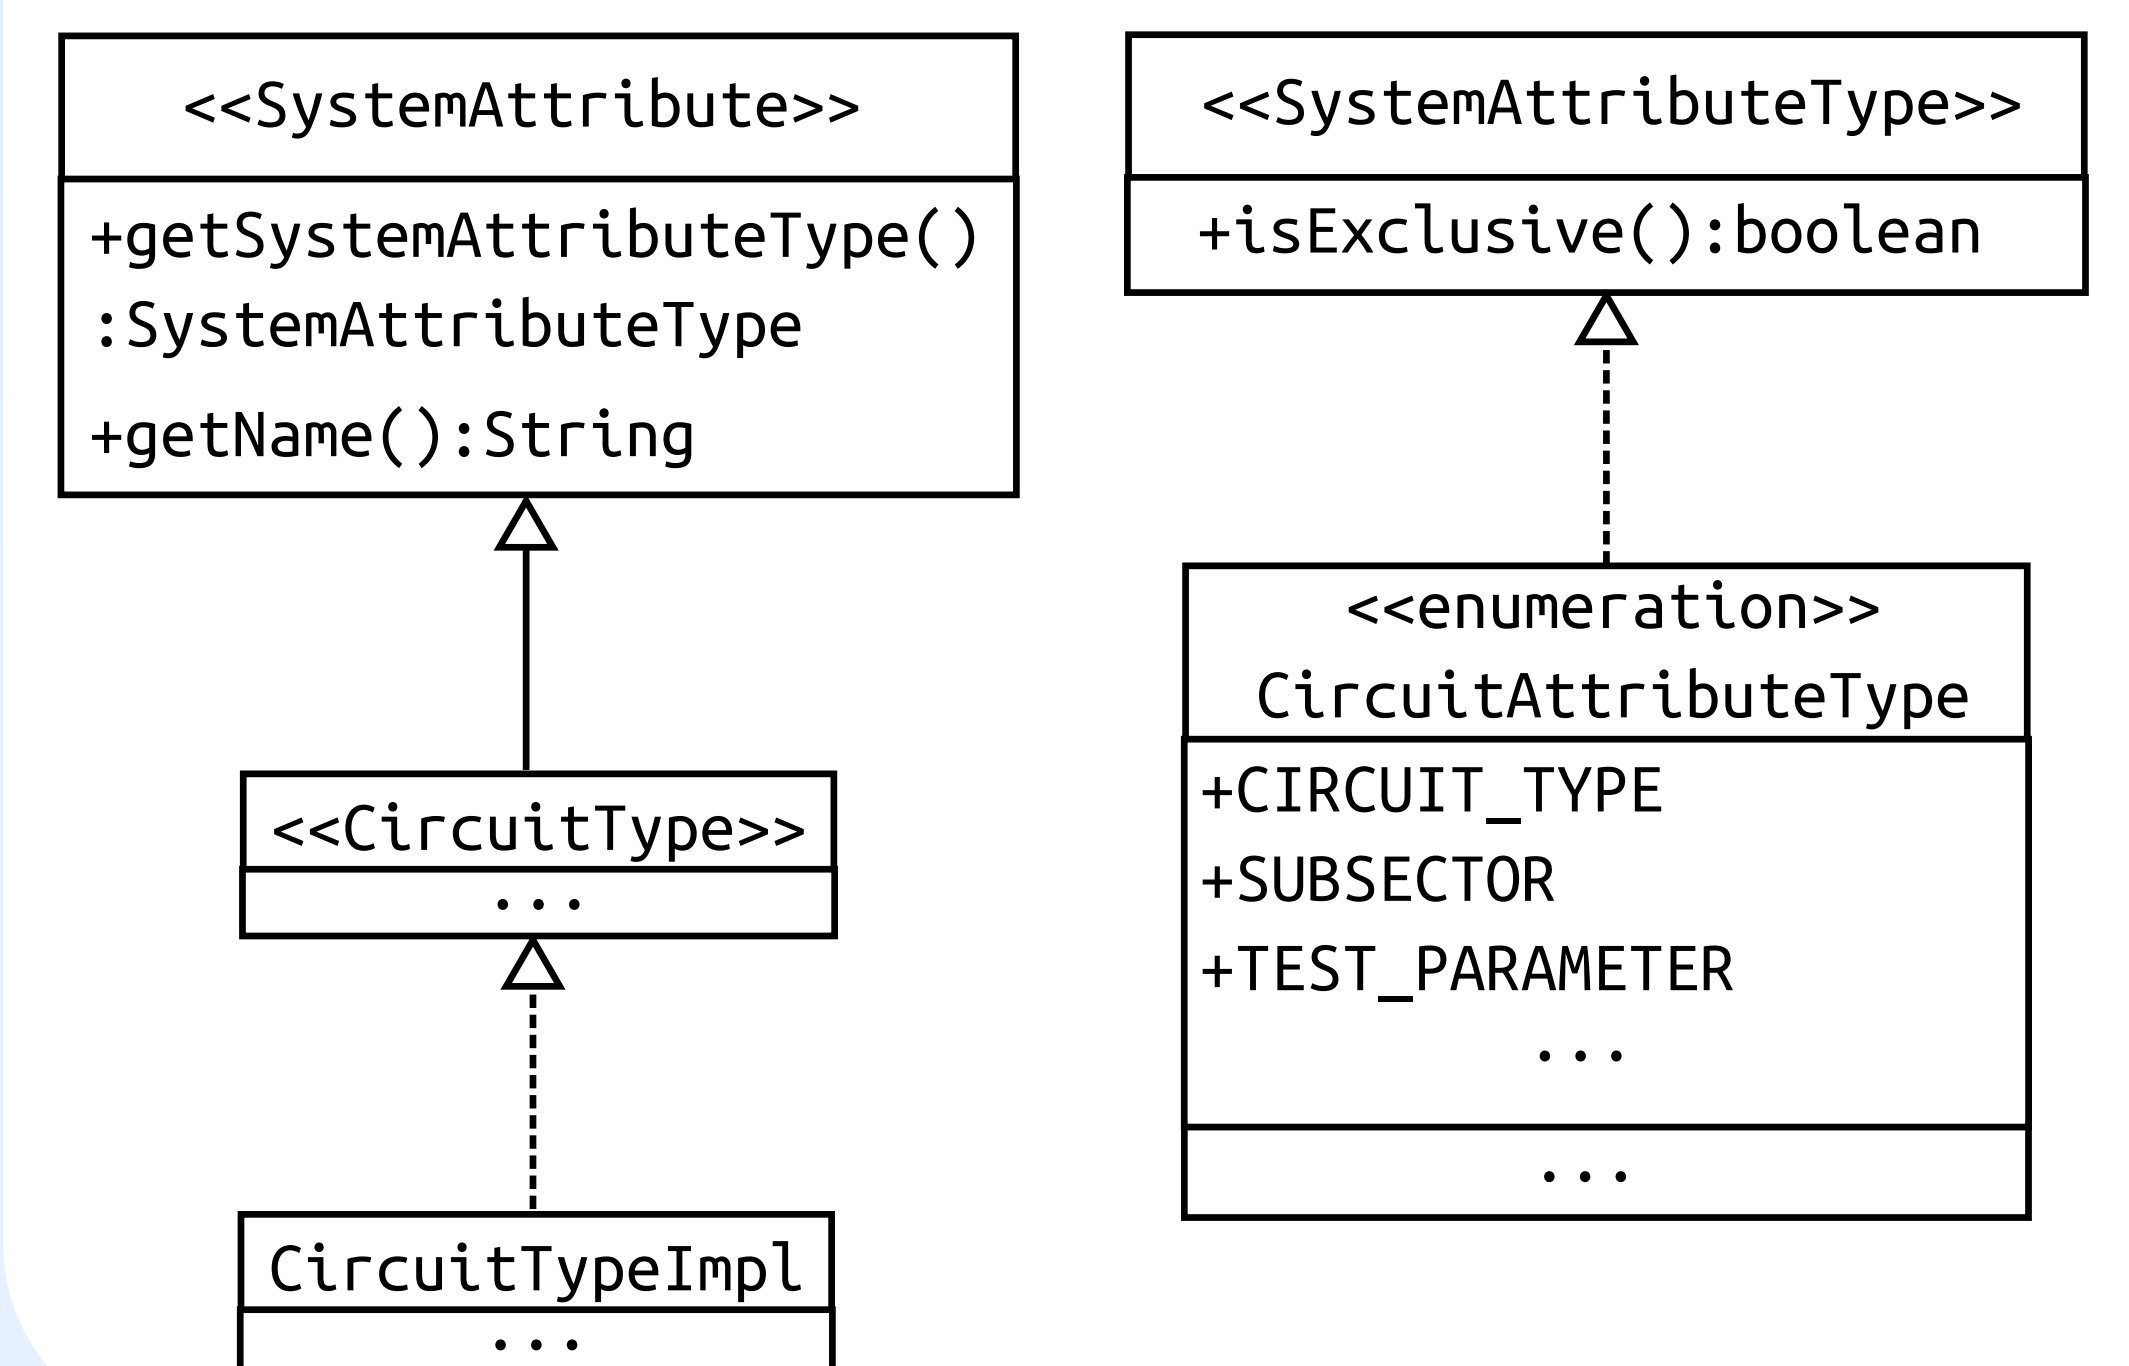 <<SystemAttribute>>
+getSystemAttributeType()
:SystemAttributeType
+getName():String
<<CircuitType>>
...
CircuitTypeImpl
...
<<SystemAttributeType>>
+isExclusive():boolean
<<enumeration>>
CircuitAttributeType
+CIRCUIT_TYPE
+SUBSECTOR
+TEST_PARAMETER
...
...